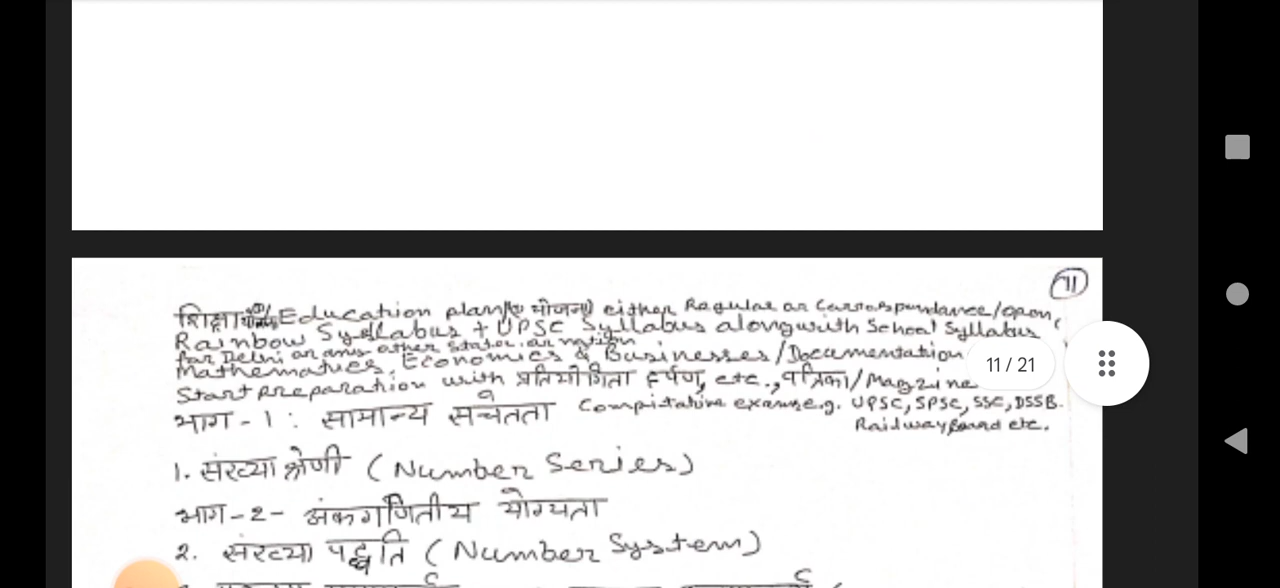 11
शिक्षा Education plan (ए योजना) either Regular or Carraspundance/open,
Rainbow Syllabus + UPSC Syllabus alongwith School Syllabus
for Delhi or any other state or nation
Mathematics, Economics & Businesses/Documentation
11 / 21
Start preparation with प्रतियोगिता दर्पण, etc., पत्रिका/Magzine
भाग - 1 : सामान्य सचेतता Compitative exams e.g. UPSC, SPSC, SSC, DSSB.
Railway Board etc.
1. संख्या श्रेणी (Number Series)
भाग-2- अंकगणितीय योग्यता
2. संख्या पद्धति (Number System)